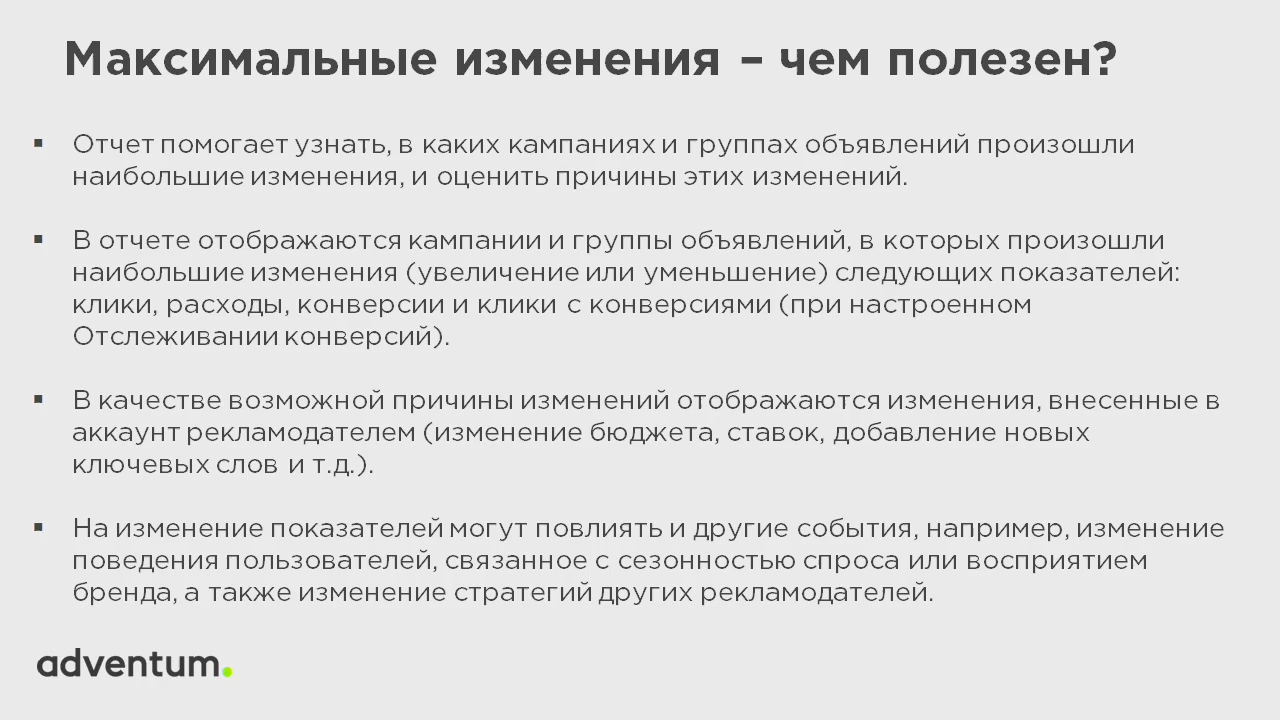 Максимальные изменения – чем полезен?
▪ Отчет помогает узнать, в каких кампаниях и группах объявлений произошли
наибольшие изменения, и оценить причины этих изменений.
▪ В отчете отображаются кампании и группы объявлений, в которых произошли
наибольшие изменения (увеличение или уменьшение) следующих показателей:
клики, расходы, конверсии и клики с конверсиями (при настроенном
Отслеживании конверсий).
▪ В качестве возможной причины изменений отображаются изменения, внесенные в
аккаунт рекламодателем (изменение бюджета, ставок, добавление новых
ключевых слов и т.д.).
▪ На изменение показателей могут повлиять и другие события, например, изменение
поведения пользователей, связанное с сезонностью спроса или восприятием
бренда, а также изменение стратегий других рекламодателей.
adventum.